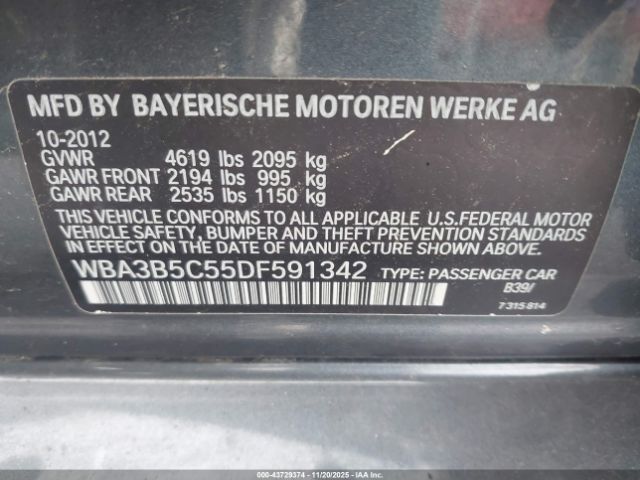 MFD BY BAYERISCHE MOTOREN WERKE AG
10-2012
GVWR 4619 lbs 2095 kg
GAWR FRONT 2194 lbs 995 kg
GAWR REAR 2535 lbs 1150 kg
THIS VEHICLE CONFORMS TO ALL APPLICABLE U.S.FEDERAL MOTOR
VEHICLE SAFETY, BUMPER AND THEFT PREVENTION STANDARDS
IN EFFECT ON THE DATE OF MANUFACTURE SHOWN ABOVE.
WBA3B5C55DF591342 TYPE: PASSENGER CAR
B39/
7 315 814
000-43729374 | 11/20/2025 - IAAI.COM